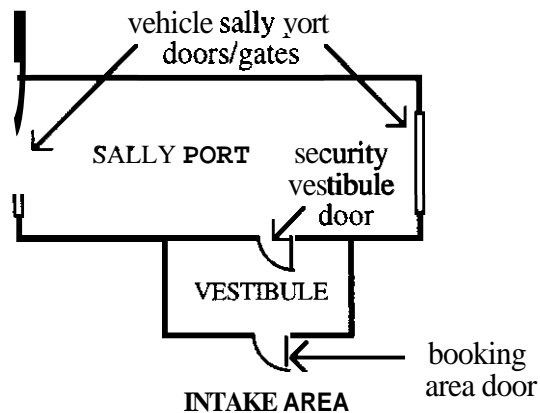 vehicle sally yort
doors/gates
SALLY PORT
security
vestibule
door
VESTIBULE
booking
area door
INTAKE AREA